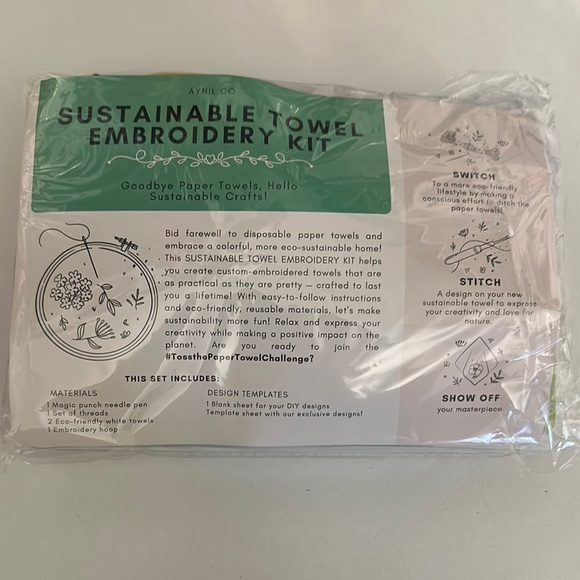 AYNIL.CO
SUSTAINABLE TOWEL
EMBROIDERY KIT
Goodbye Paper Towels, Hello
Sustainable Crafts!
Bid farewell to disposable paper towels and
embrace a colorful, more eco-sustainable home!
This SUSTAINABLE TOWEL EMBROIDERY KIT helps
you create custom-embroidered towels that are
as practical as they are pretty – crafted to last
you a lifetime! With easy-to-follow instructions
and eco-friendly, reusable materials, let's make
sustainability more fun! Relax and express your
creativity while making a positive impact on the
planet. Are you ready to join the
#TossthePaperTowelChallenge?
THIS SET INCLUDES:
MATERIALS
1 Magic punch needle pen
1 Set of threads
2 Eco-friendly white towels
1 Embroidery hoop
DESIGN TEMPLATES
1 Blank sheet for your DIY designs
Template sheet with our exclusive designs!
SWITCH
To a more eco-friendly
lifestyle by making a
conscious effort to ditch the
paper towels!
STITCH
A design on your new
sustainable towel to express
your creativity and love for
nature.
SHOW OFF
your masterpiece